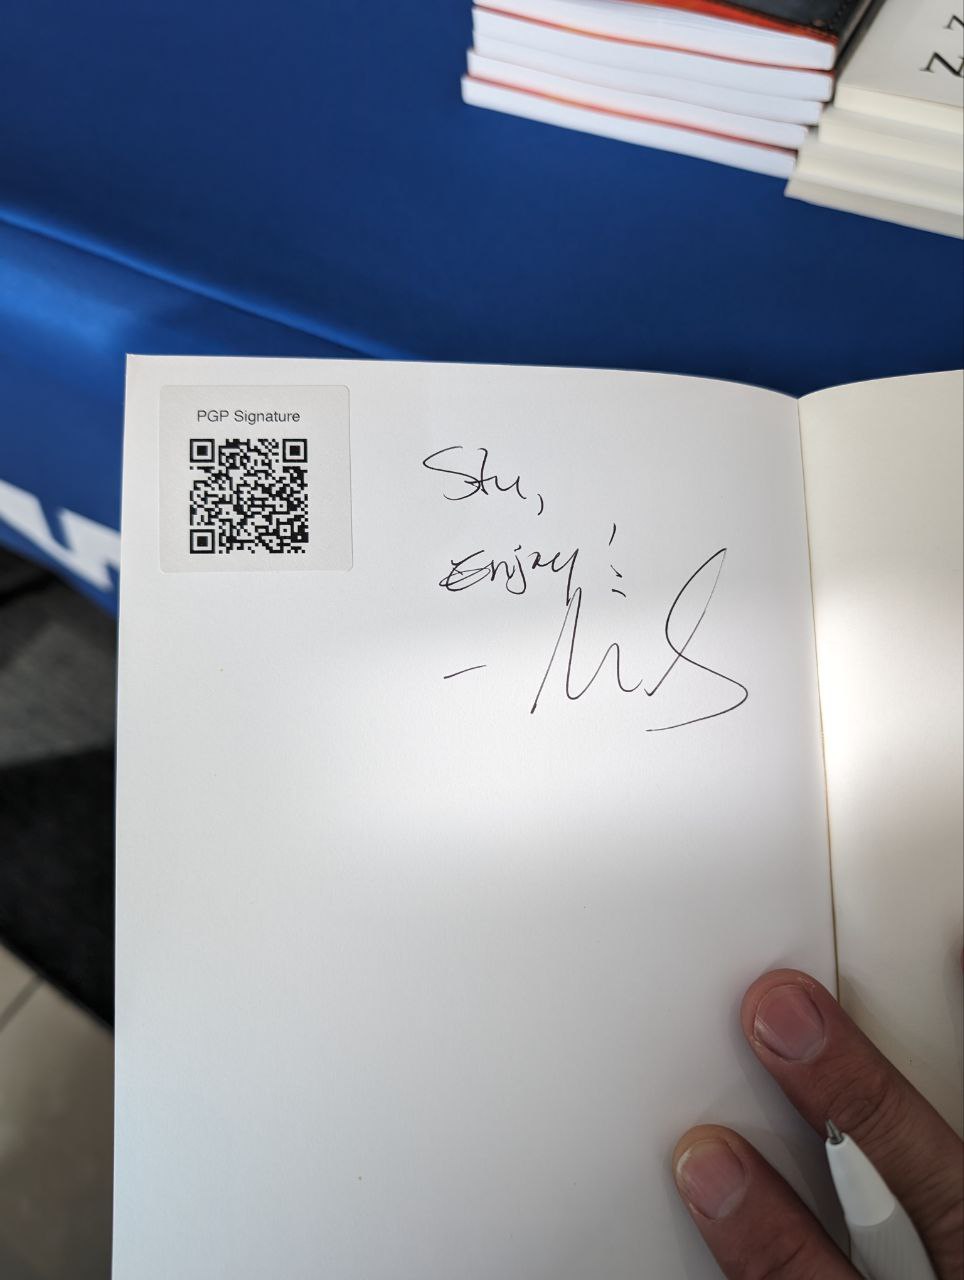 PGP Signature
Stu,
Enjoy!